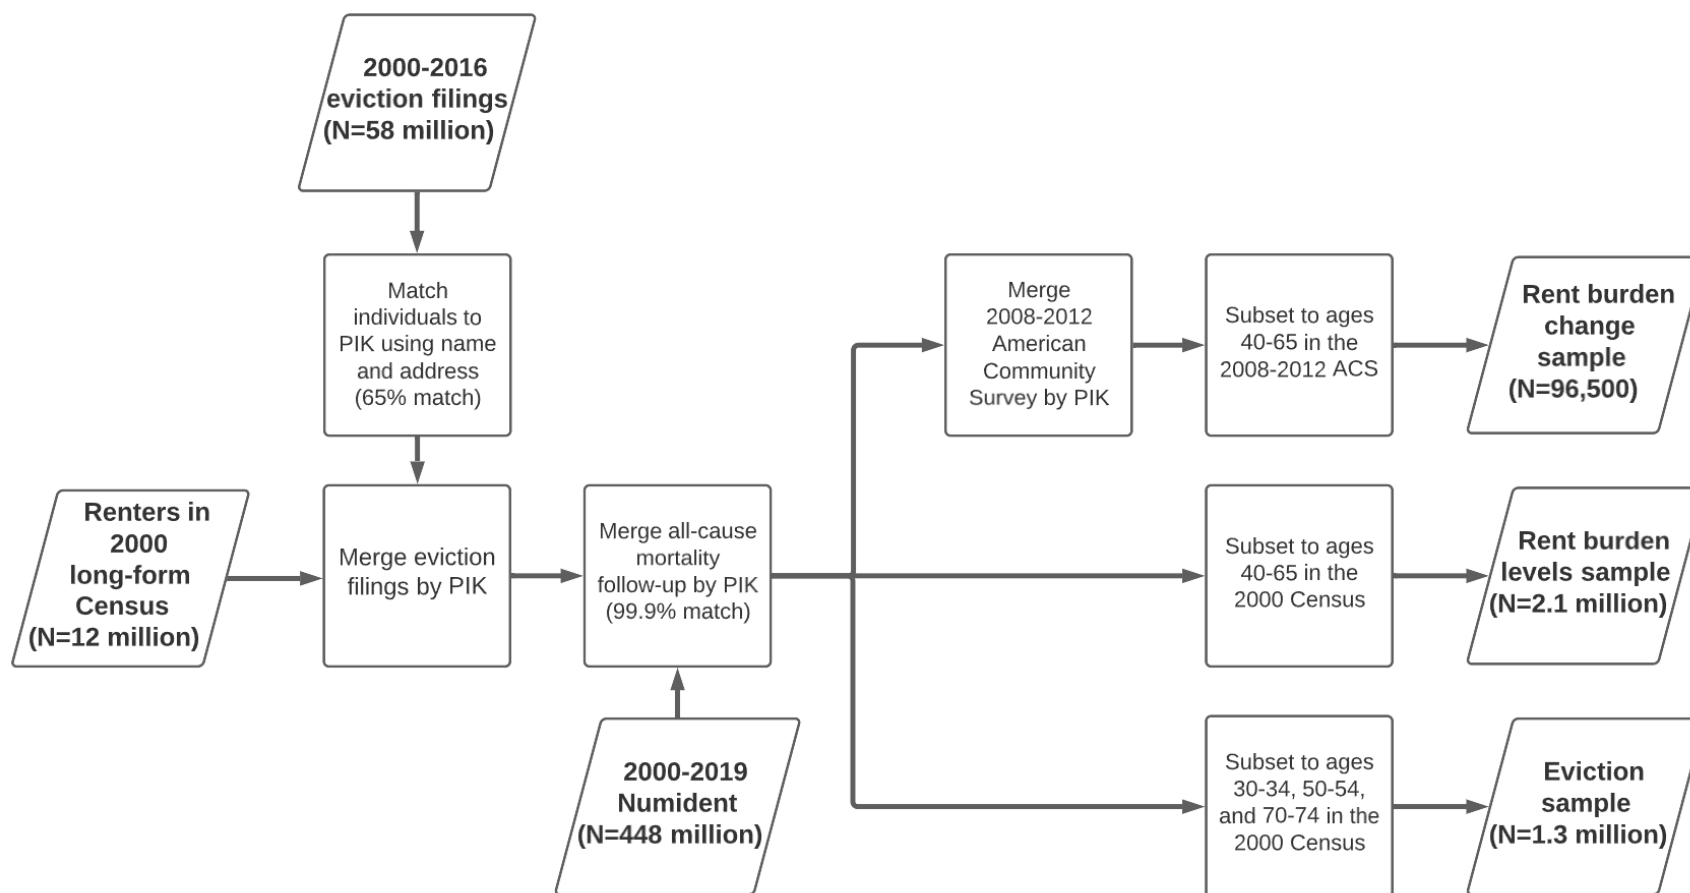 2000-2016
eviction filings
(N=58 million)
Match
individuals to
PIK using name
and address
(65% match)
Merge
2008-2012
American
Community
Survey by PIK
Subset to ages
40-65 in the
2008-2012 ACS
Rent burden
change
sample
(N=96,500)
Renters in
2000
long-form
Census
(N=12 million)
Merge eviction
filings by PIK
Merge all-cause
mortality
follow-up by PIK
(99.9% match)
Subset to ages
40-65 in the
2000 Census
Rent burden
levels sample
(N=2.1 million)
2000-2019
Numident
(N=448 million)
Subset to ages
30-34, 50-54,
and 70-74 in the
2000 Census
Eviction
sample
(N=1.3 million)